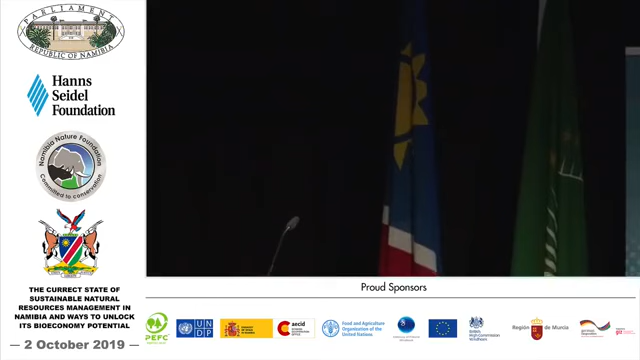 PARLIAMENT
REPUBLIC OF NAMIBIA
Hanns
Seidel
Foundation
Namibia Nature Foundation
Committed to conservation
THE CURRECT STATE OF
SUSTAINABLE NATURAL
RESOURCES MANAGEMENT IN
NAMIBIA AND WAYS TO UNLOCK
ITS BIOECONOMY POTENTIAL
2 October 2019
Proud Sponsors
PEFC
UN
DP
aecid
Food and Agriculture
Organization of the
United Nations
Región de Murcia
giz